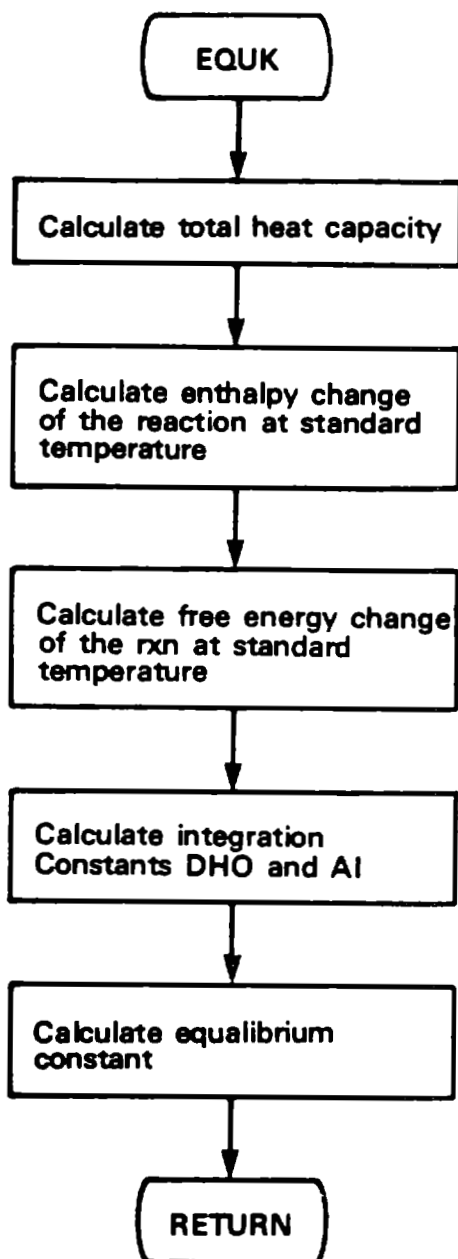 EQUK
Calculate total heat capacity
Calculate enthalpy change
of the reaction at standard
temperature
Calculate free energy change
of the rxn at standard
temperature
Calculate integration
Constants DHO and AI
Calculate equalibrium
constant
RETURN